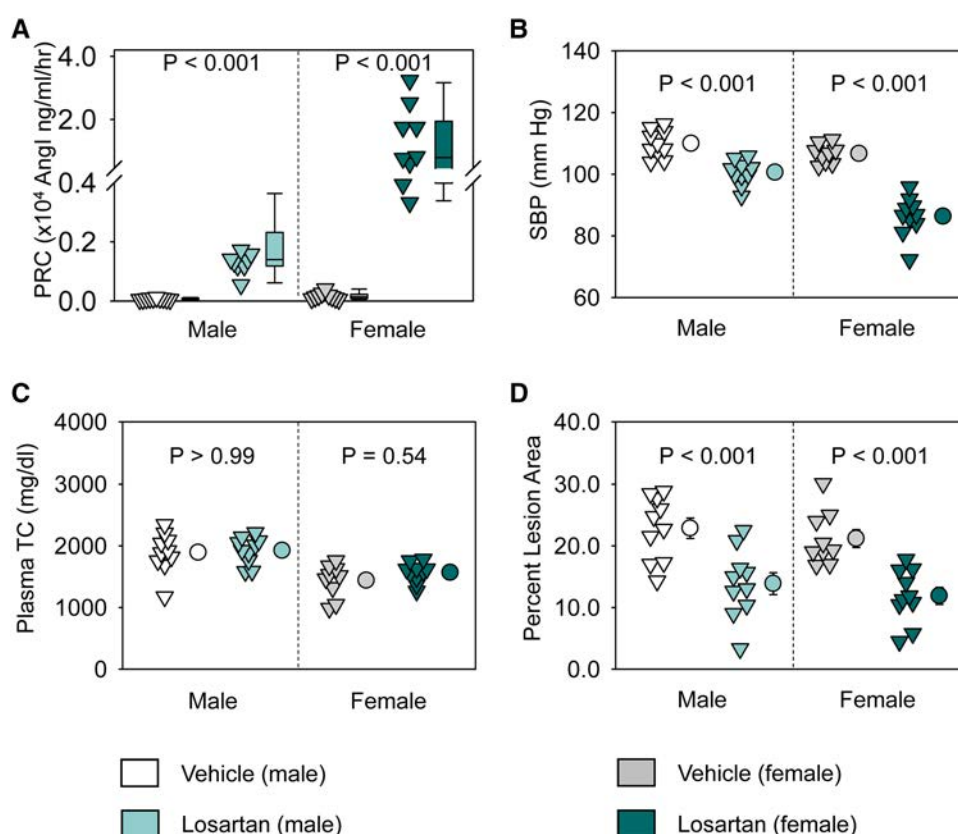 A
PRC (x10⁴ AngI ng/ml/hr)
4.0
2.0
0.4
0.2
0.0
P < 0.001
P < 0.001
Male
Female
B
SBP (mm Hg)
140
120
100
80
60
P < 0.001
P < 0.001
Male
Female
C
Plasma TC (mg/dl)
4000
3000
2000
1000
0
P > 0.99
P = 0.54
Male
Female
D
Percent Lesion Area
40.0
30.0
20.0
10.0
0.0
P < 0.001
P < 0.001
Male
Female
Vehicle (male)
Vehicle (female)
Losartan (male)
Losartan (female)